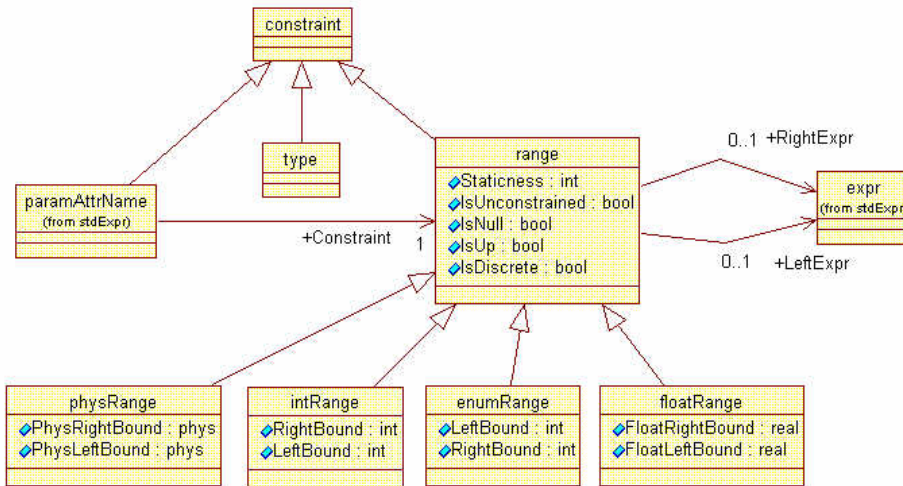 constraint
type
range
Staticness : int
IsUnconstrained : bool
IsNull : bool
IsUp : bool
IsDiscrete : bool
0..1 +RightExpr
expr
(from stdExpr)
0..1 +LeftExpr
paramAttrName
(from stdExpr)
+Constraint
1
physRange
PhysRightBound : phys
PhysLeftBound : phys
intRange
RightBound : int
LeftBound : int
enumRange
LeftBound : int
RightBound : int
floatRange
FloatRightBound : real
FloatLeftBound : real